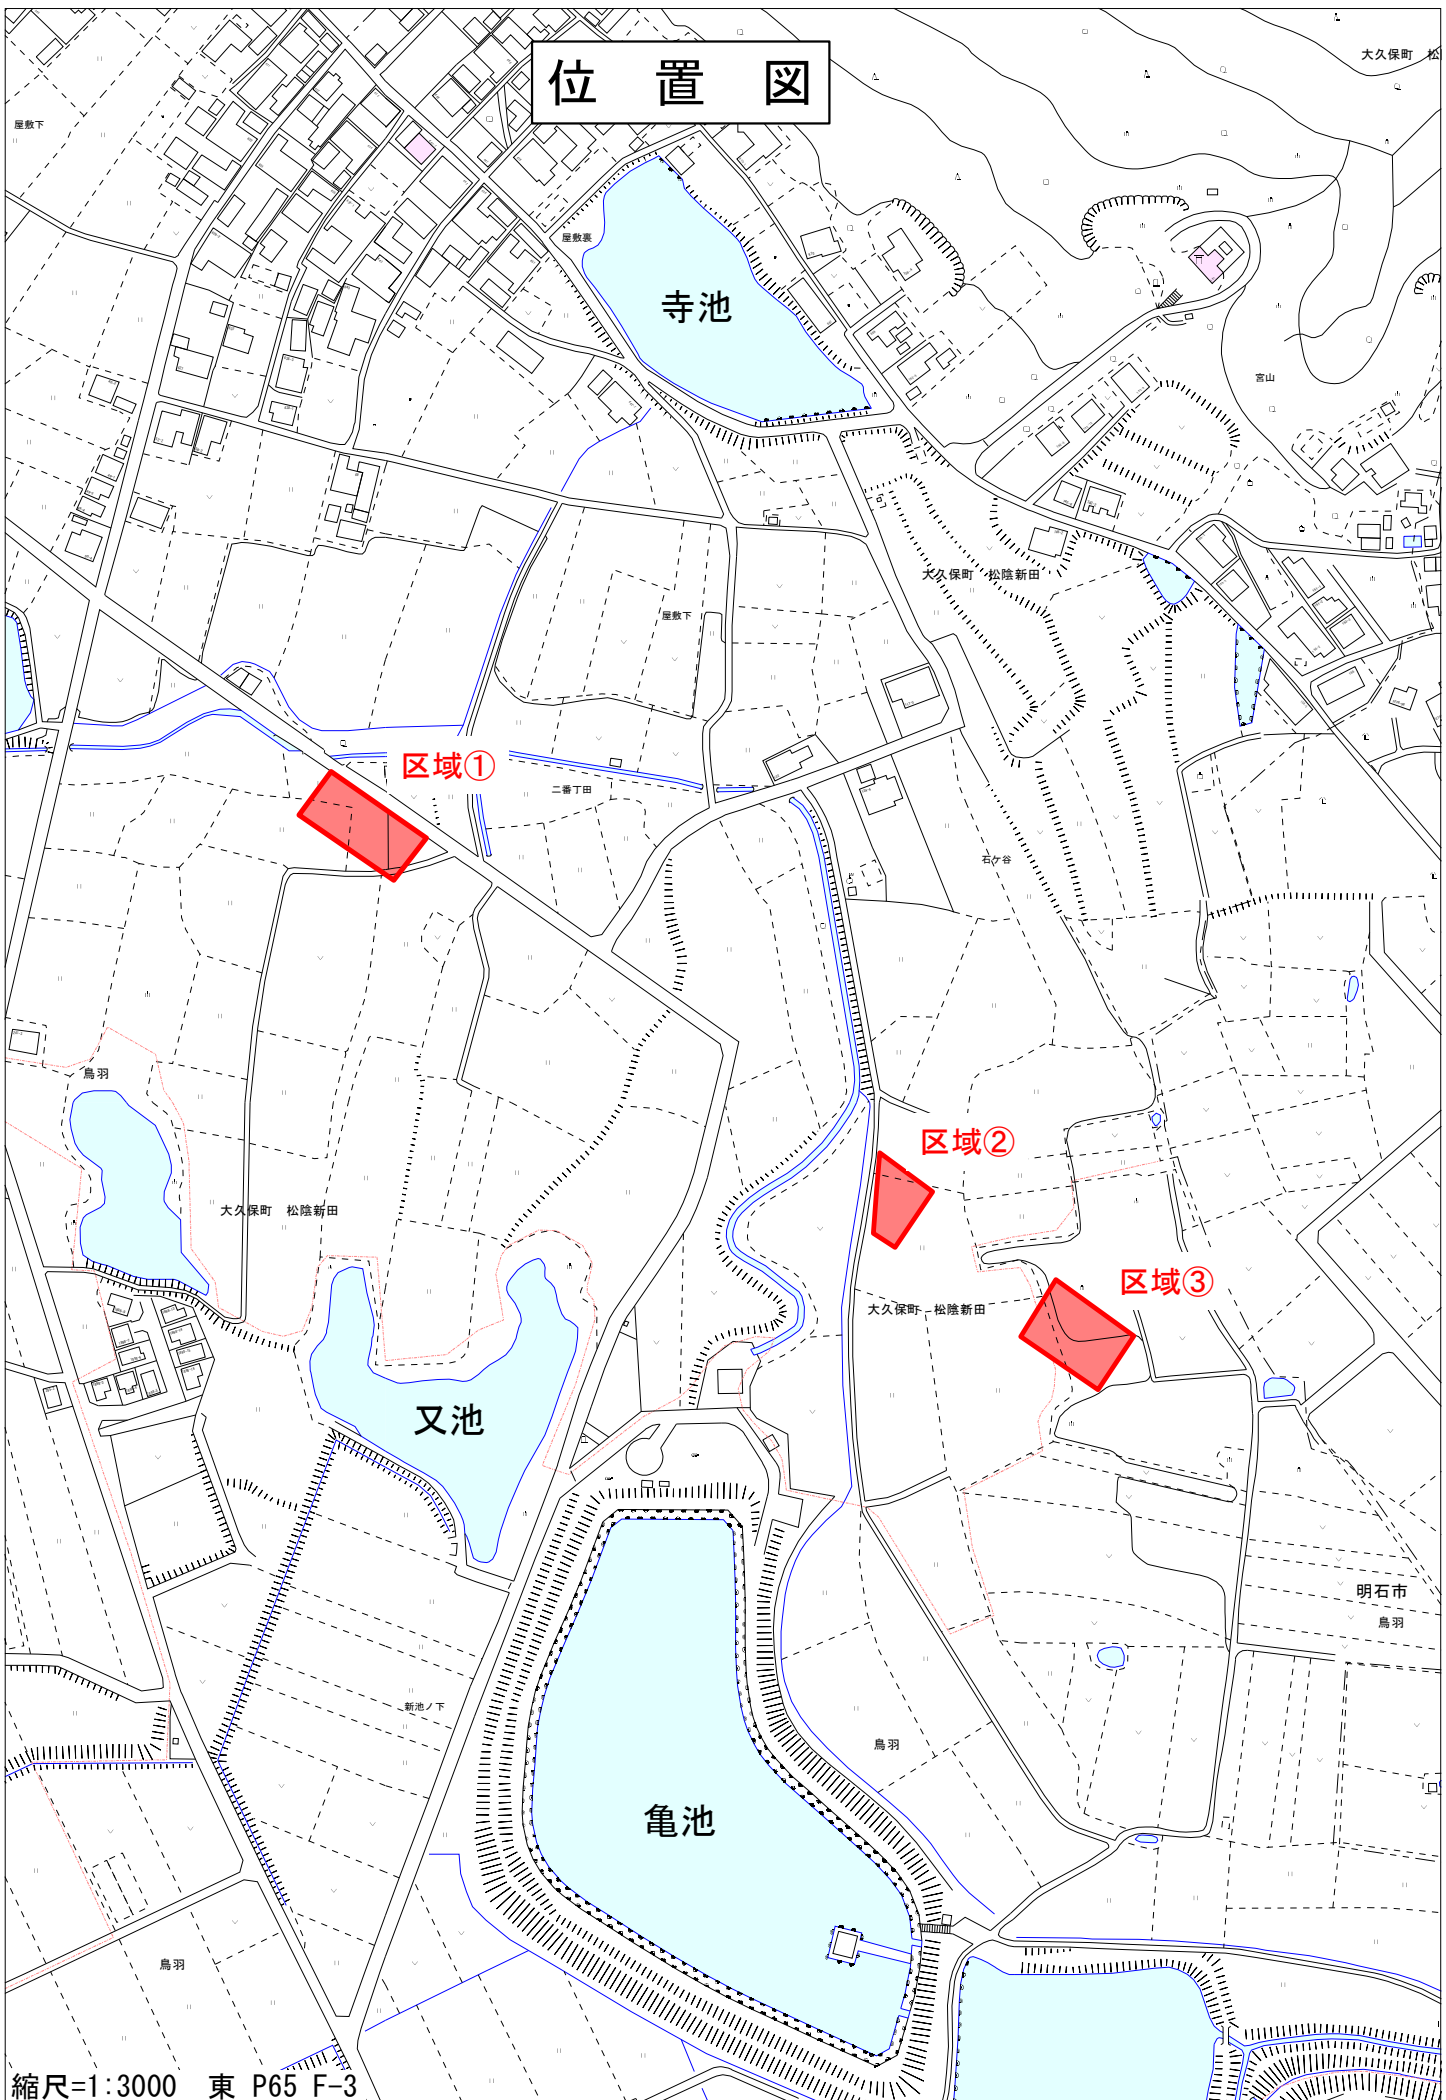 位置図
大久保町 松
屋敷下
屋敷裏
寺池
宮山
大久保町 松陰新田
屋敷下
区域①
二番丁田
石ケ谷
鳥羽
区域②
大久保町 松陰新田
区域③
大久保町 松陰新田
又池
明石市
鳥羽
新池ノ下
鳥羽
亀池
鳥羽
縮尺=1:3000 東 P65 F-3